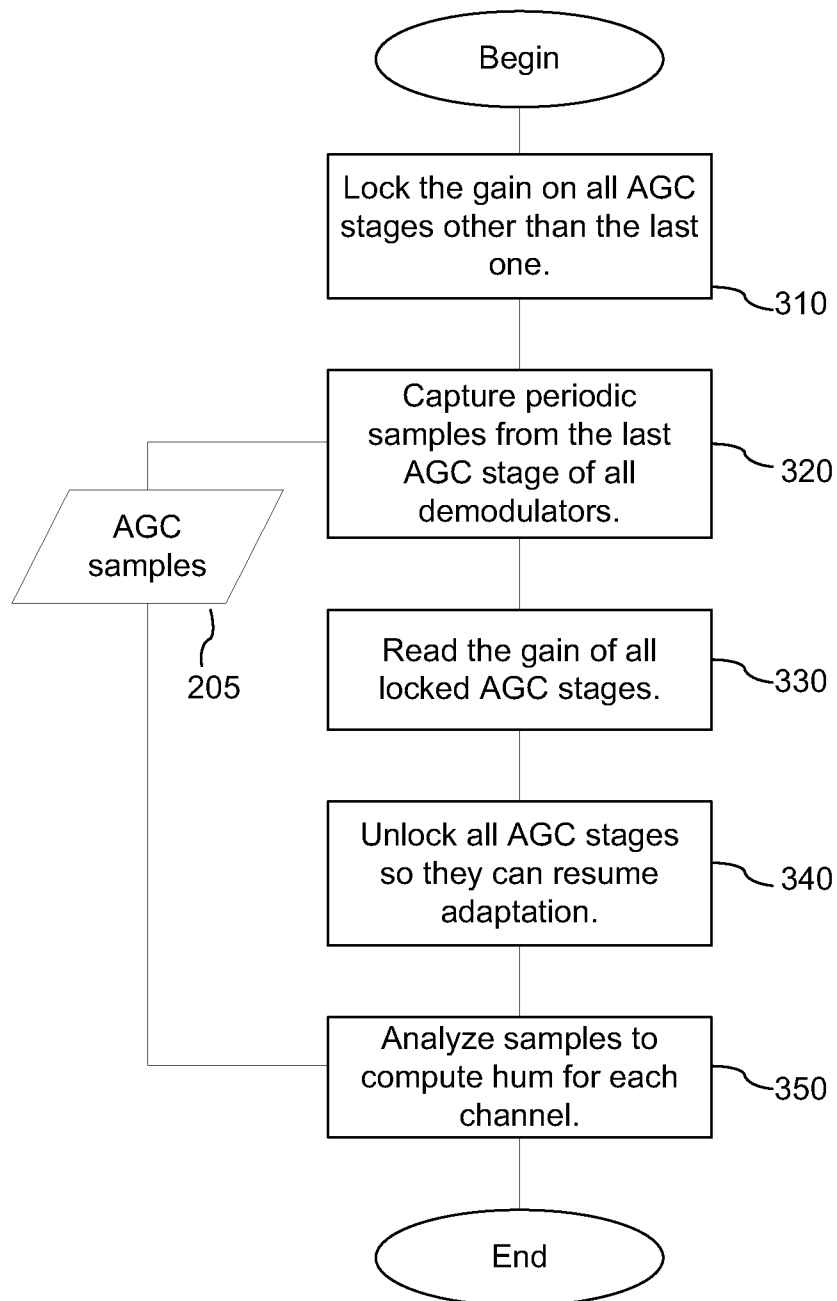 Begin
Lock the gain on all AGC
stages other than the last
one.
310
Capture periodic
samples from the last
AGC stage of all
demodulators.
320
AGC
samples
205
Read the gain of all
locked AGC stages.
330
Unlock all AGC stages
so they can resume
adaptation.
340
Analyze samples to
compute hum for each
channel.
350
End